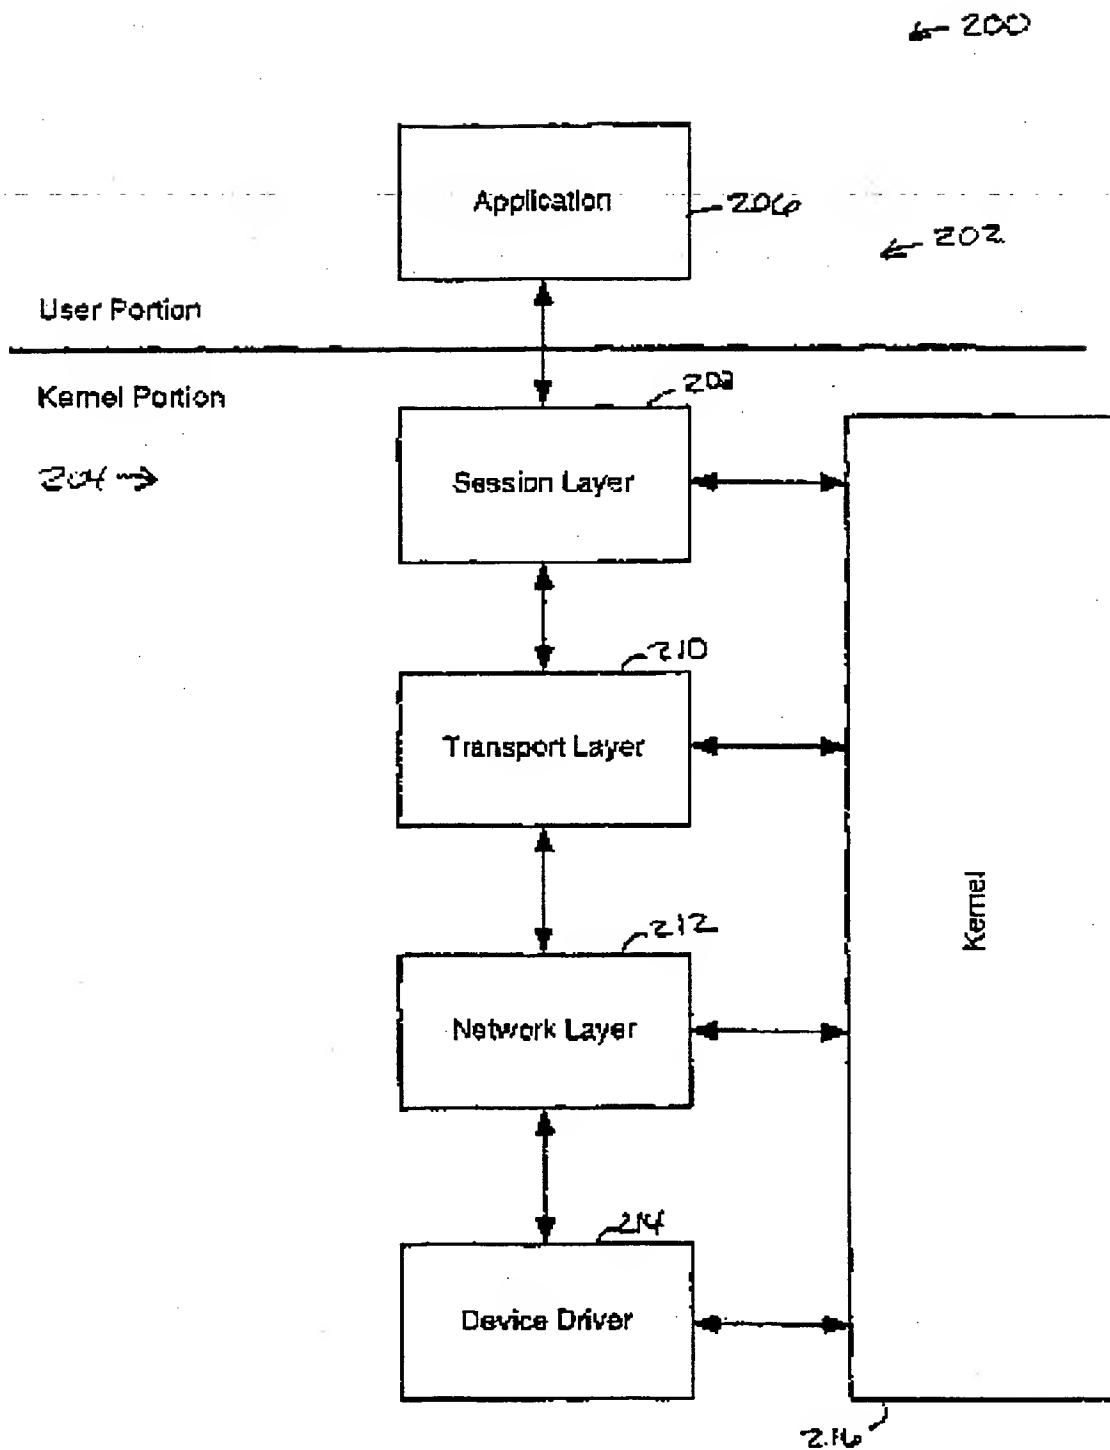 200
Application
206
202
User Portion
Kernel Portion
208
204
Session Layer
210
Transport Layer
Kernel
212
Network Layer
214
Device Driver
216